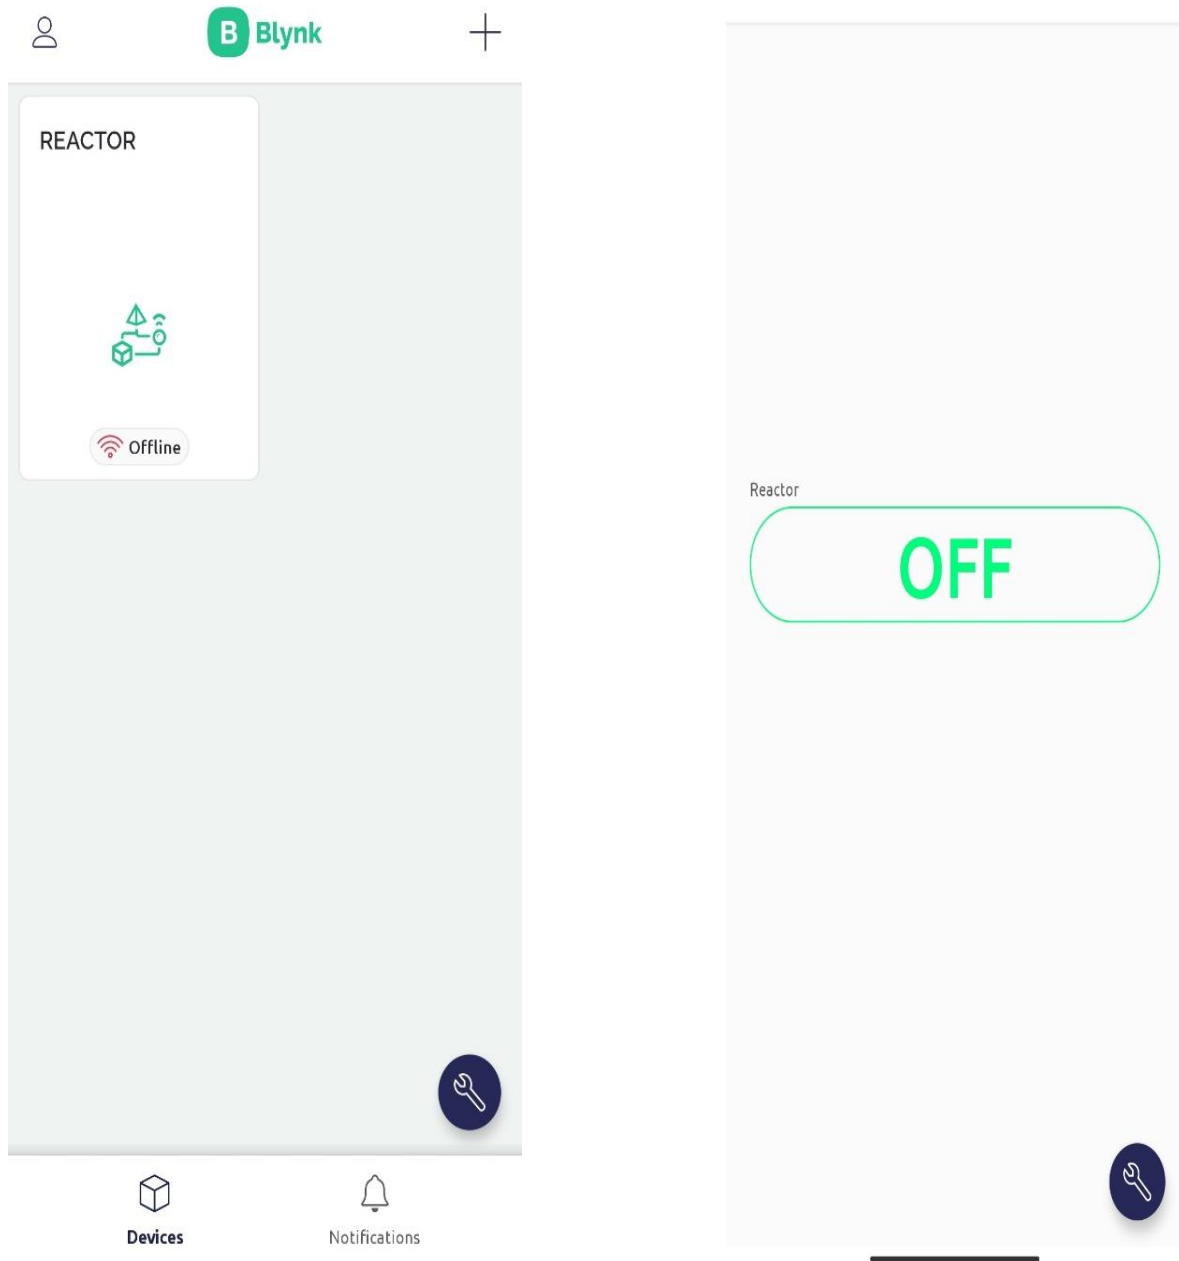 B Blynk
REACTOR
Offline
Devices
Notifications
Reactor
OFF